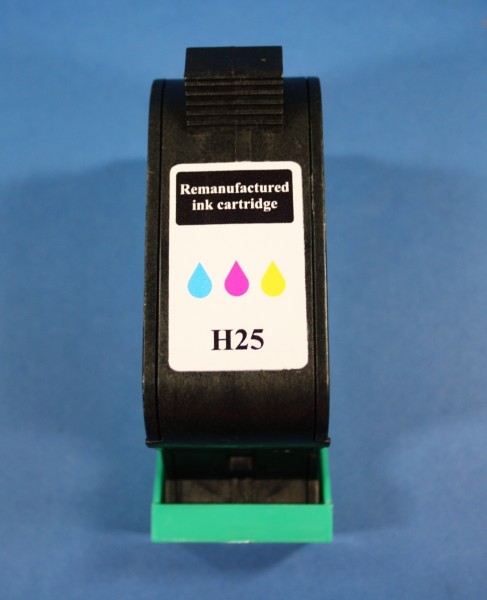 Remanufactured
ink cartridge
H25